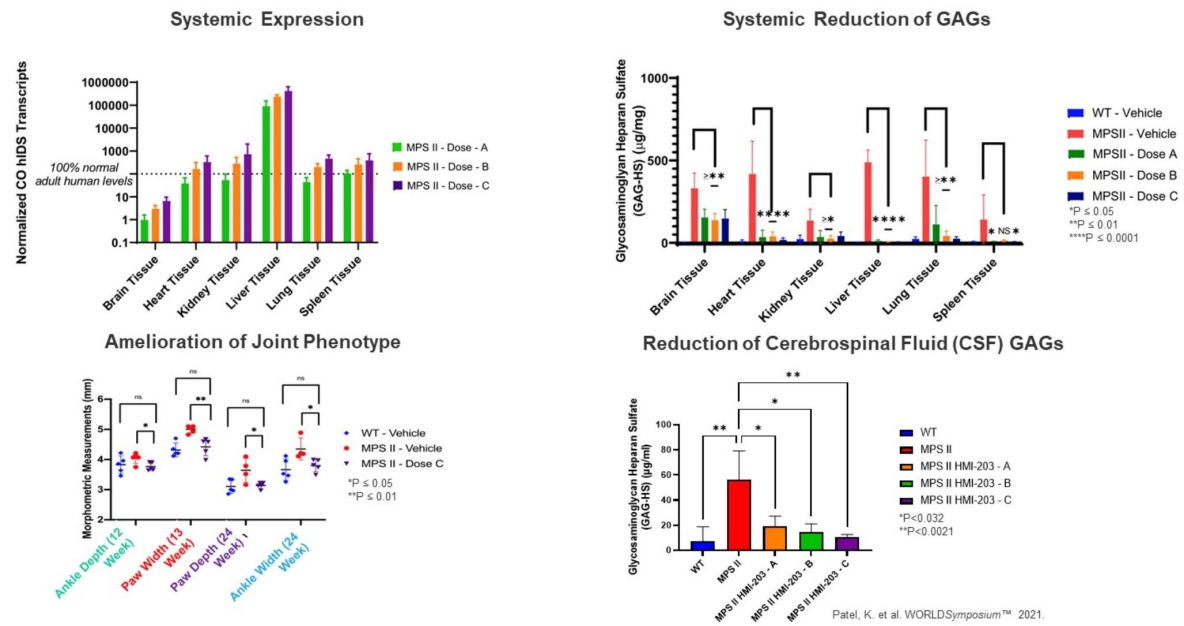 Systemic Expression
Normalized CO hIDS Transcripts
1000000
100000
10000
1000
100% normal
adult human levels
10
1
0.1
Brain Tissue
Heart Tissue
Kidney Tissue
Liver Tissue
Lung Tissue
Spleen Tissue
MPS II - Dose - A
MPS II - Dose - B
MPS II - Dose - C
Systemic Reduction of GAGs
Glycosaminoglycan Heparan Sulfate
(GAG-HS) (µg/mg)
1000
500
0
≥**
****
≥*
****
≥**
* NS *
Brain Tissue
Heart Tissue
Kidney Tissue
Liver Tissue
Lung Tissue
Spleen Tissue
WT - Vehicle
MPSII - Vehicle
MPSII - Dose A
MPSII - Dose B
MPSII - Dose C
*P ≤ 0.05
**P ≤ 0.01
****P ≤ 0.0001
Amelioration of Joint Phenotype
Morphometric Measurements (mm)
6
5
4
3
2
ns
*
ns
**
ns
*
ns
*
Ankle Depth (12
Week)
Paw Width (13
Week)
Paw Depth (24
Week)
Ankle Width (24
Week)
WT - Vehicle
MPS II - Vehicle
MPS II - Dose C
*P ≤ 0.05
**P ≤ 0.01
Reduction of Cerebrospinal Fluid (CSF) GAGs
Glycosaminoglycan Heparan Sulfate
(GAG-HS) (µg/ml)
100
80
60
40
20
0
**
*
**
*
WT
MPS II
MPS II HMI-203 - A
MPS II HMI-203 - B
MPS II HMI-203 - C
WT
MPS II
MPS II HMI-203 - A
MPS II HMI-203 - B
MPS II HMI-203 - C
*P<0.032
**P<0.0021
Patel, K. et al. WORLDSymposium™ 2021.